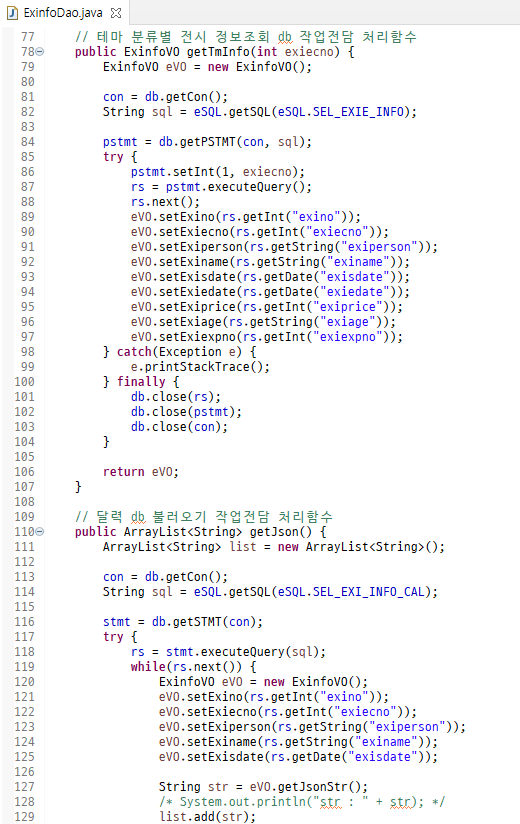 ExinfoDao.java
77 // 테마 분류별 전시 정보조회 db 작업전담 처리함수
78 public ExinfoVO getTmInfo(int exiecno) {
79 ExinfoVO eVO = new ExinfoVO();
80
81 con = db.getCon();
82 String sql = eSQL.getSQL(eSQL.SEL_EXIE_INFO);
83
84 pstmt = db.getPSTMT(con, sql);
85 try {
86 pstmt.setInt(1, exiecno);
87 rs = pstmt.executeQuery();
88 rs.next();
89 eVO.setExino(rs.getInt("exino"));
90 eVO.setExiecno(rs.getInt("exiecno"));
91 eVO.setExiperson(rs.getString("exiperson"));
92 eVO.setExiname(rs.getString("exiname"));
93 eVO.setExisdate(rs.getDate("exisdate"));
94 eVO.setExiedate(rs.getDate("exiedate"));
95 eVO.setExiprice(rs.getInt("exiprice"));
96 eVO.setExiage(rs.getString("exiage"));
97 eVO.setExiexpno(rs.getInt("exiexpno"));
98 } catch(Exception e) {
99 e.printStackTrace();
100 } finally {
101 db.close(rs);
102 db.close(pstmt);
103 db.close(con);
104 }
105
106 return eVO;
107 }
108
109 // 달력 db 불러오기 작업전담 처리함수
110 public ArrayList<String> getJson() {
111 ArrayList<String> list = new ArrayList<String>();
112
113 con = db.getCon();
114 String sql = eSQL.getSQL(eSQL.SEL_EXI_INFO_CAL);
115
116 stmt = db.getSTMT(con);
117 try {
118 rs = stmt.executeQuery(sql);
119 while(rs.next()) {
120 ExinfoVO eVO = new ExinfoVO();
121 eVO.setExino(rs.getInt("exino"));
122 eVO.setExiecno(rs.getInt("exiecno"));
123 eVO.setExiperson(rs.getString("exiperson"));
124 eVO.setExiname(rs.getString("exiname"));
125 eVO.setExisdate(rs.getDate("exisdate"));
126
127 String str = eVO.getJsonStr();
128 /* System.out.println("str : " + str); */
129 list.add(str);